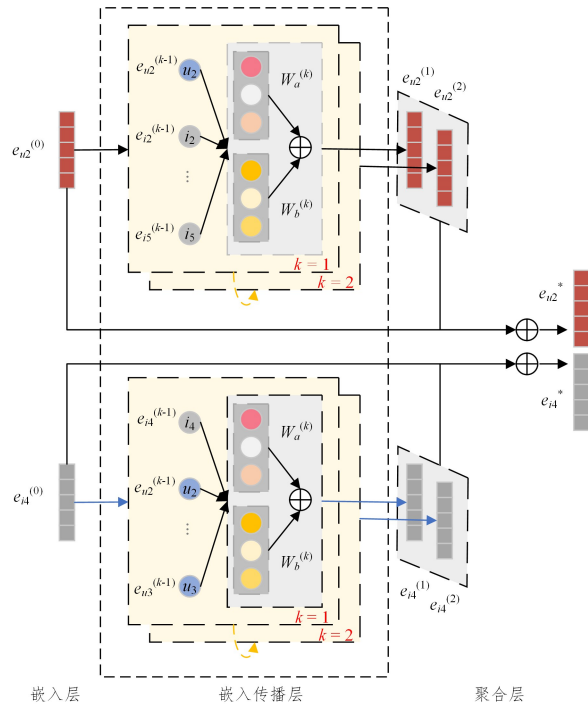 e_{u2}^{(k-1)} u_2 W_a^{(k)} e_{u2}^{(1)} e_{u2}^{(2)}
e_{u2}^{(0)} e_{i2}^{(k-1)} i_2
...
e_{i5}^{(k-1)} i_5 W_b^{(k)}
k = 1
k = 2
e_{u2}^{*}
e_{i4}^{*}
e_{i4}^{(k-1)} i_4 W_a^{(k)}
e_{i4}^{(0)} e_{u2}^{(k-1)} u_2
...
e_{u3}^{(k-1)} u_3 W_b^{(k)} e_{i4}^{(1)} e_{i4}^{(2)}
k = 1
k = 2
嵌入层 嵌入传播层 聚合层